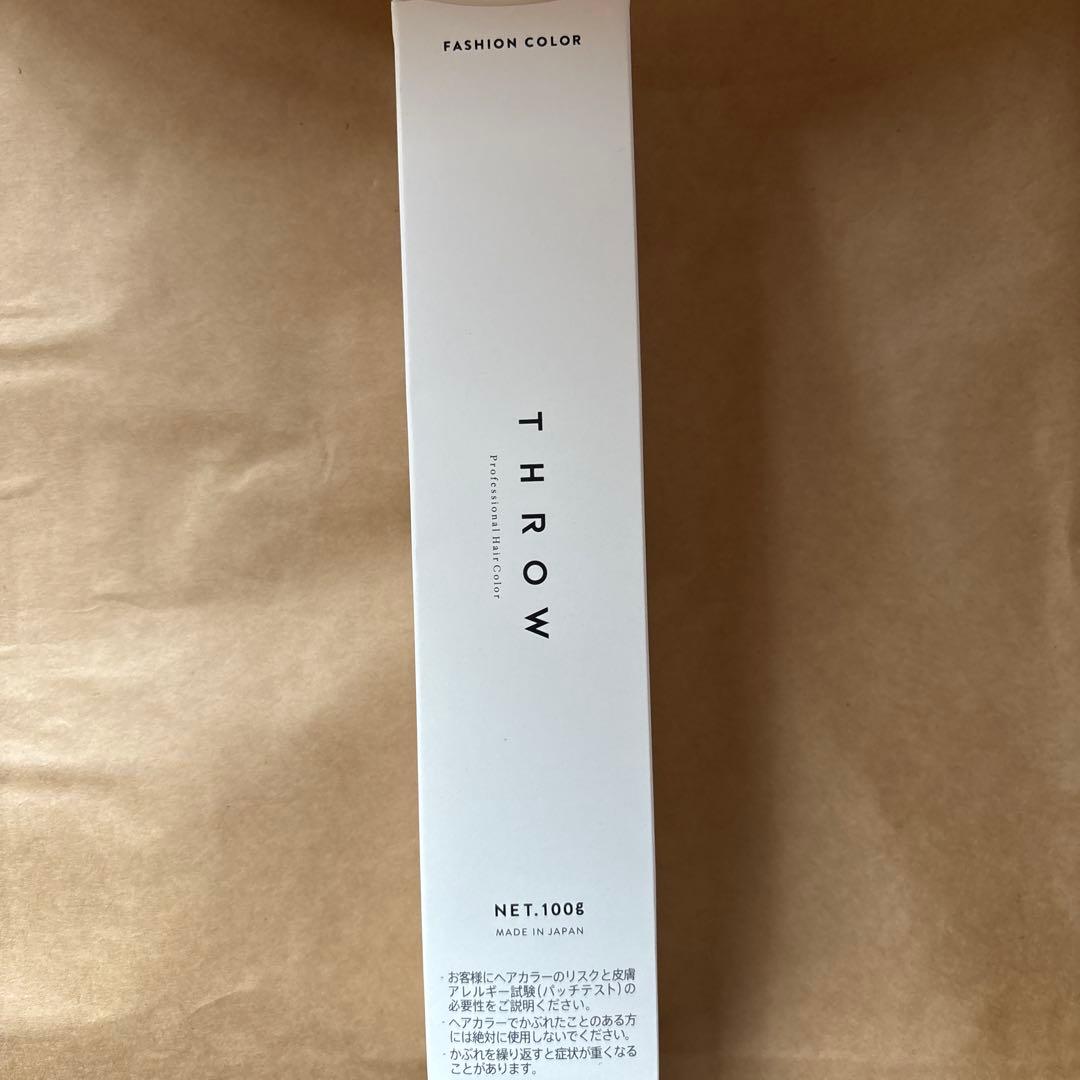 FASHION COLOR
THROW
Professional Hair Color
NET.100g
MADE IN JAPAN
・お客様にヘアカラーのリスクと皮膚
アレルギー試験(パッチテスト)の
必要性をご説明ください。
・ヘアカラーでかぶれたことのある方
には絶対に使用しないでください。
・かぶれを繰り返すと症状が重くなる
ことがあります。